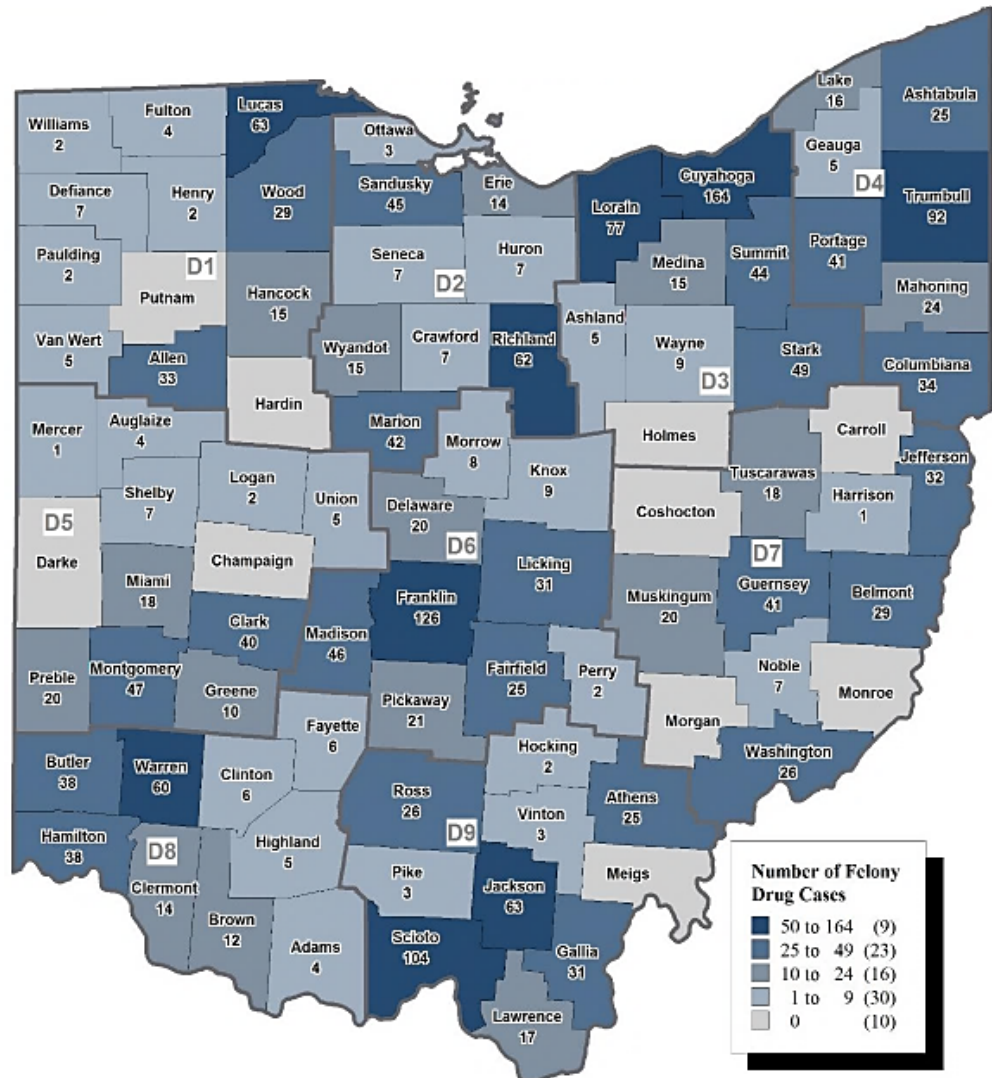 Williams
2
Fulton
4
Lucas
63
Ottawa
3
Lake
16
Ashtabula
25
Geauga
5
D4
Defiance
7
Henry
2
Wood
29
Sandusky
45
Erie
14
Lorain
77
Cuyahoga
164
Trumbull
92
Paulding
2
D1
Putnam
Hancock
15
Seneca
7
D2
Huron
7
Medina
15
Summit
44
Portage
41
Mahoning
24
Van Wert
5
Allen
33
Wyandot
15
Crawford
7
Richland
62
Ashland
5
Wayne
9
D3
Stark
49
Columbiana
34
Hardin
Mercer
1
Auglaize
4
Marion
42
Morrow
8
Holmes
Carroll
Jefferson
32
Logan
2
Union
5
Knox
9
Tuscarawas
18
Harrison
1
Shelby
7
Delaware
20
D6
Coshocton
D5
Darke
Champaign
Licking
31
D7
Guernsey
41
Belmont
29
Miami
18
Franklin
126
Muskingum
20
Clark
40
Madison
46
Fairfield
25
Perry
2
Noble
7
Monroe
Preble
20
Montgomery
47
Greene
10
Pickaway
21
Morgan
Fayette
6
Hocking
2
Washington
26
Butler
38
Warren
60
Clinton
6
Ross
26
Athens
25
Vinton
3
D9
Hamilton
38
D8
Highland
5
Clermont
14
Pike
3
Jackson
63
Meigs
Brown
12
Adams
4
Scioto
104
Gallia
31
Lawrence
17
Number of Felony
Drug Cases
50 to 164 (9)
25 to 49 (23)
10 to 24 (16)
1 to 9 (30)
0 (10)